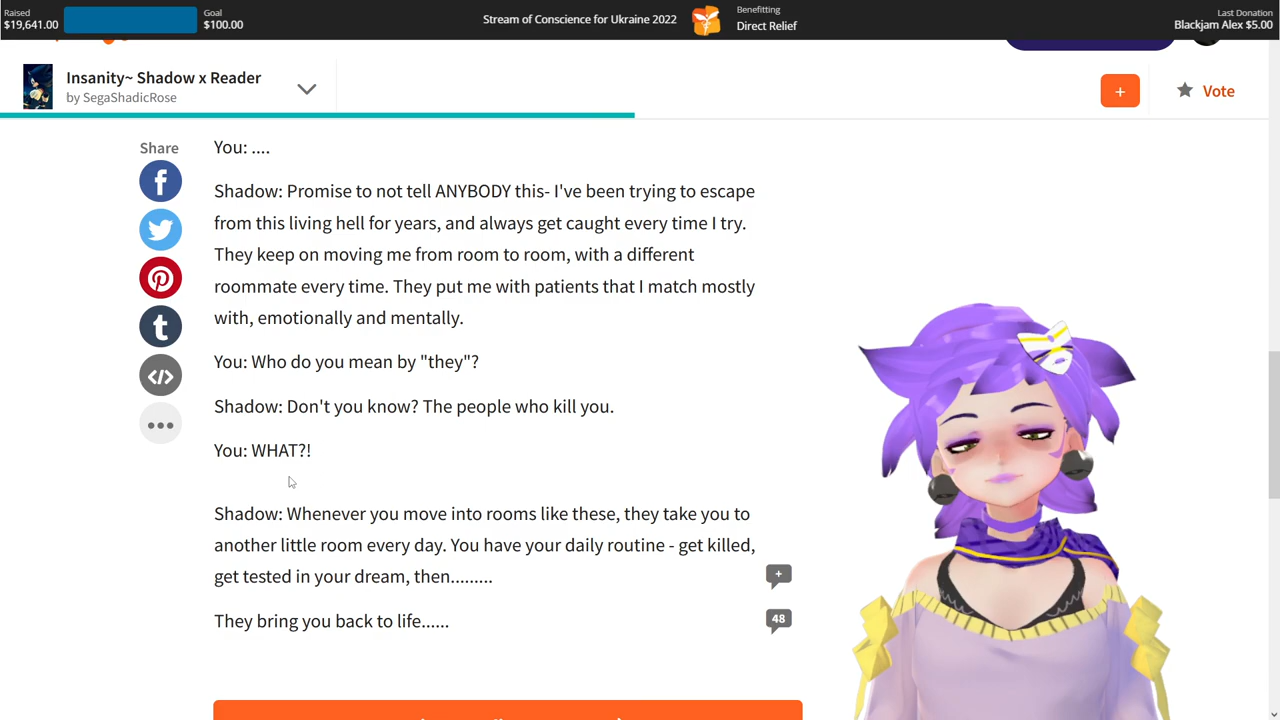 Raised
$19,641.00
Goal
$100.00
Stream of Conscience for Ukraine 2022
Benefitting
Direct Relief
Last Donation
Blackjam Alex $5.00
Insanity~ Shadow x Reader
by SegaShadicRose
+
Vote
Share
You: ....
Shadow: Promise to not tell ANYBODY this- I've been trying to escape
from this living hell for years, and always get caught every time I try.
They keep on moving me from room to room, with a different
roommate every time. They put me with patients that I match mostly
with, emotionally and mentally.
You: Who do you mean by "they"?
Shadow: Don't you know? The people who kill you.
You: WHAT?!
Shadow: Whenever you move into rooms like these, they take you to
another little room every day. You have your daily routine - get killed,
get tested in your dream, then.........
+
They bring you back to life......
48